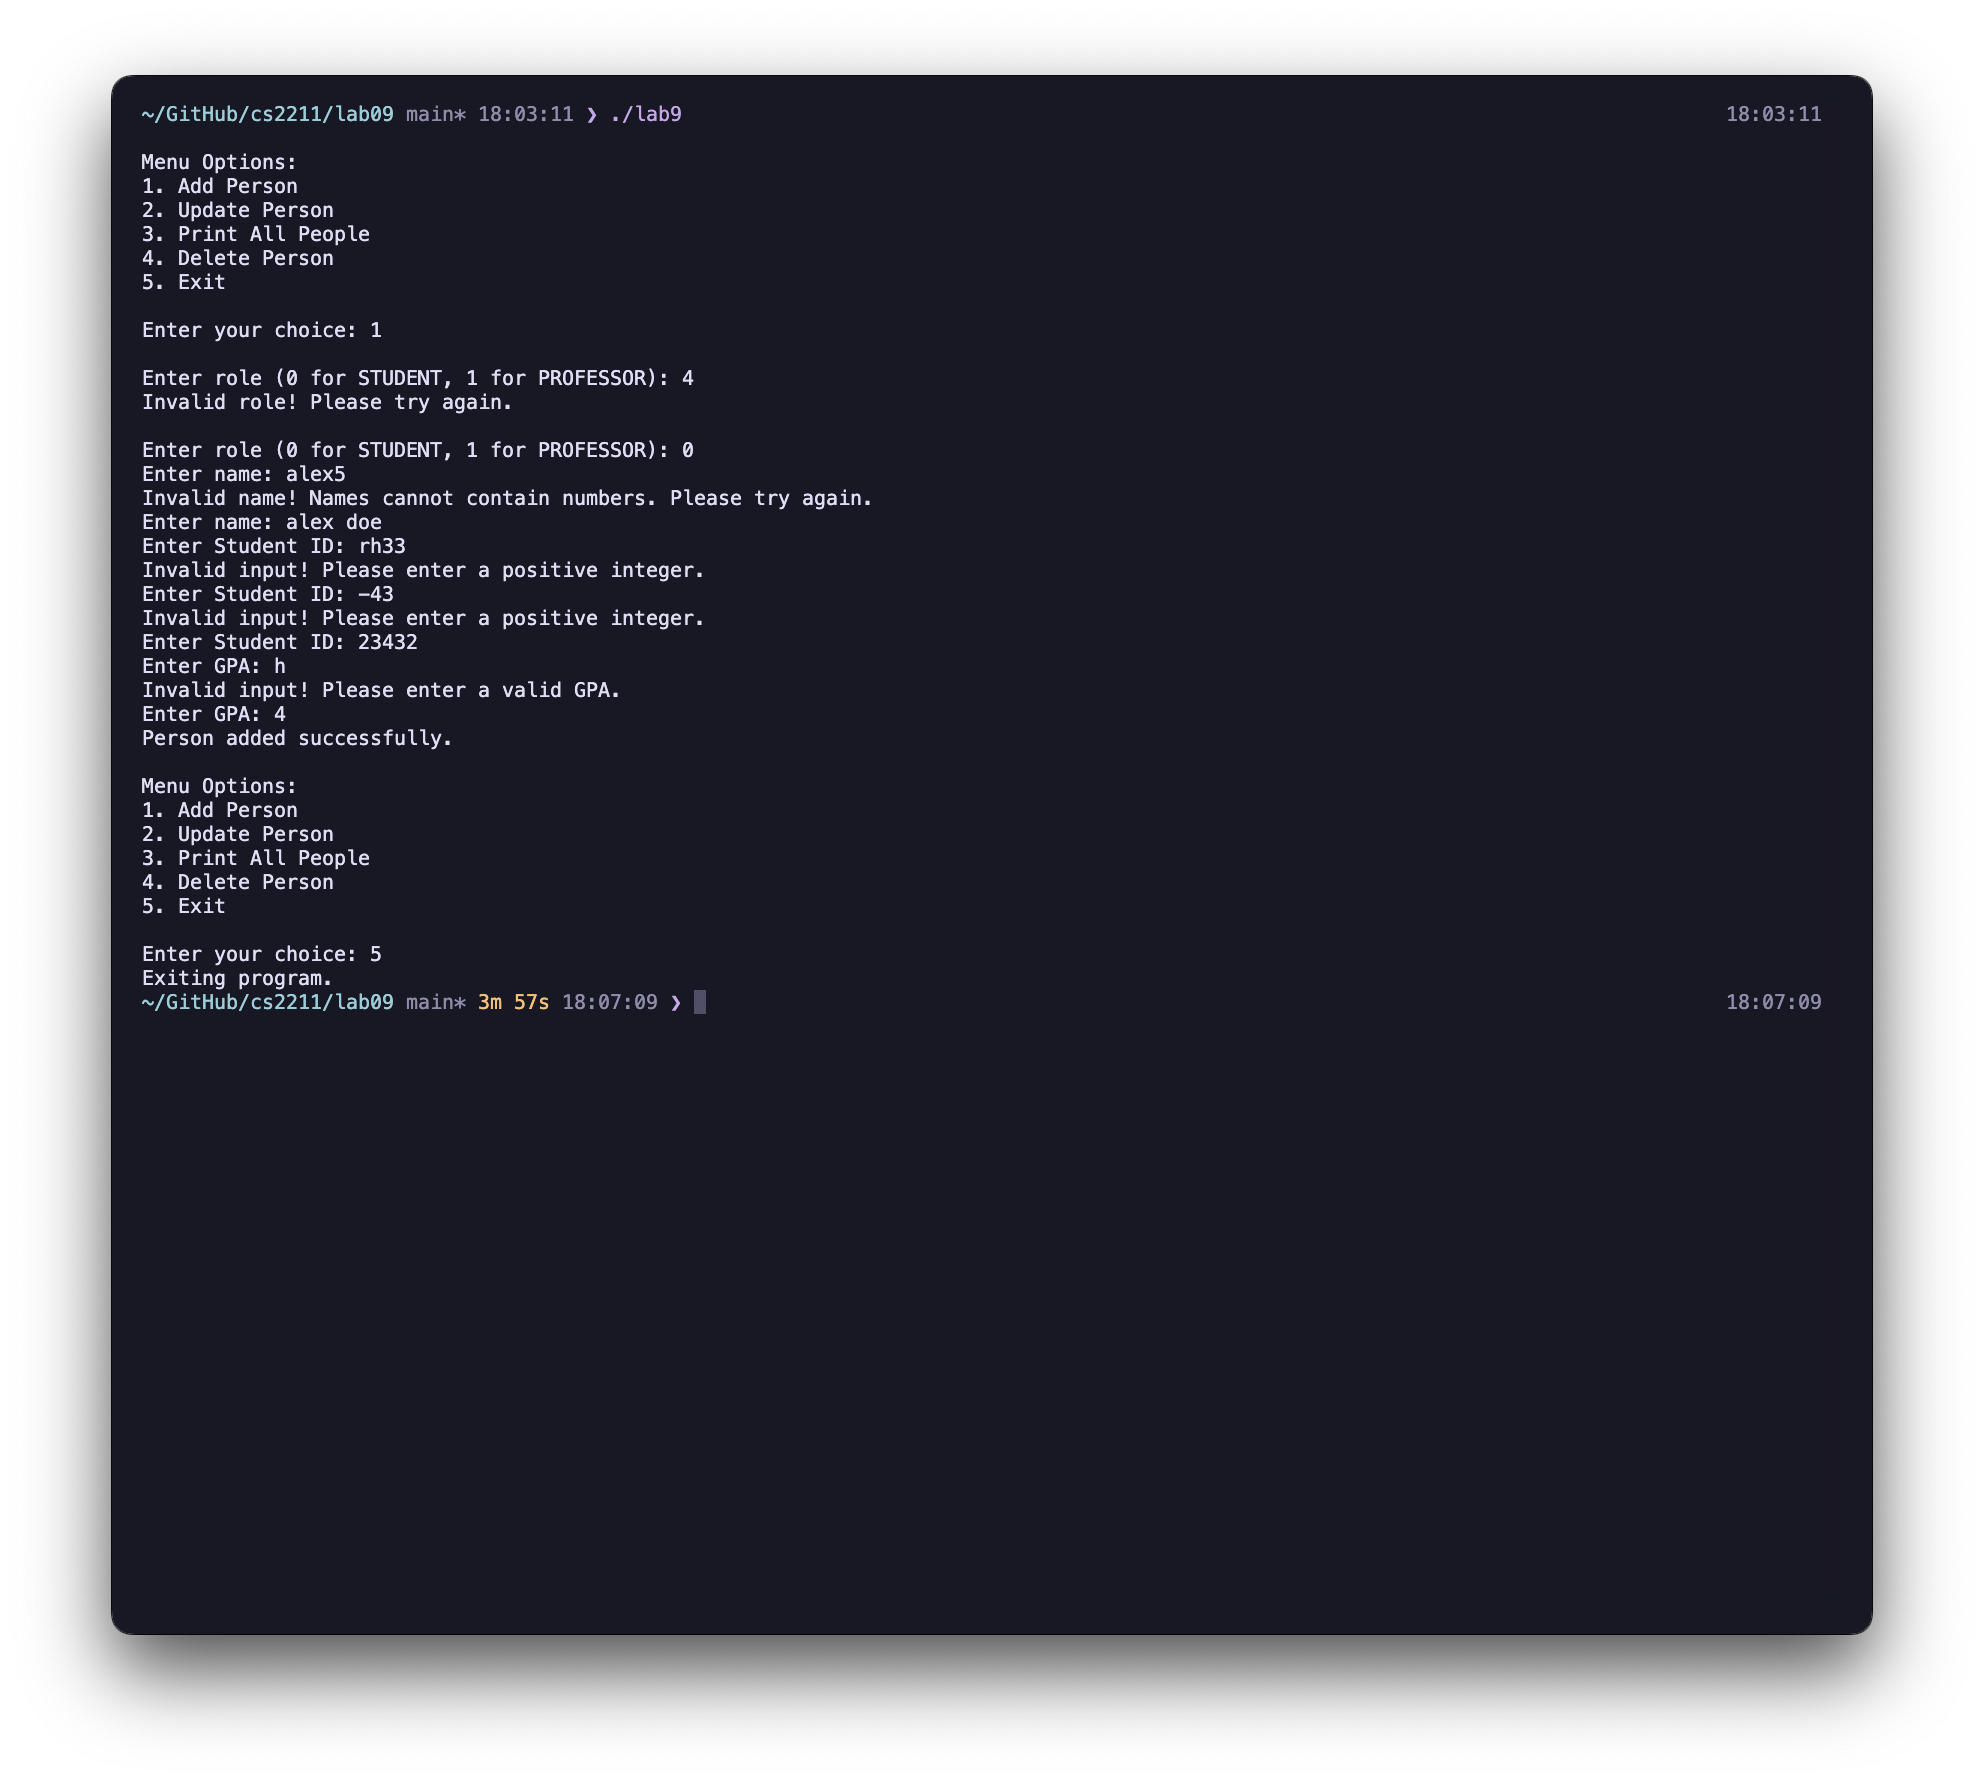 ~/GitHub/cs2211/lab09 main* 18:03:11 ❯ ./lab9 18:03:11
Menu Options:
1. Add Person
2. Update Person
3. Print All People
4. Delete Person
5. Exit
Enter your choice: 1
Enter role (0 for STUDENT, 1 for PROFESSOR): 4
Invalid role! Please try again.
Enter role (0 for STUDENT, 1 for PROFESSOR): 0
Enter name: alex5
Invalid name! Names cannot contain numbers. Please try again.
Enter name: alex doe
Enter Student ID: rh33
Invalid input! Please enter a positive integer.
Enter Student ID: -43
Invalid input! Please enter a positive integer.
Enter Student ID: 23432
Enter GPA: h
Invalid input! Please enter a valid GPA.
Enter GPA: 4
Person added successfully.
Menu Options:
1. Add Person
2. Update Person
3. Print All People
4. Delete Person
5. Exit
Enter your choice: 5
Exiting program.
~/GitHub/cs2211/lab09 main* 3m 57s 18:07:09 ❯ 18:07:09